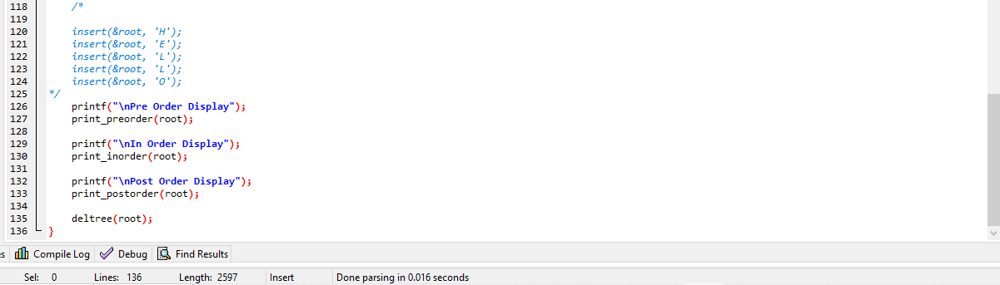 118 /*
119
120 insert(&root, 'H');
121 insert(&root, 'E');
122 insert(&root, 'L');
123 insert(&root, 'L');
124 insert(&root, 'O');
125 */
126 printf("\nPre Order Display");
127 print_preorder(root);
128
129 printf("\nIn Order Display");
130 print_inorder(root);
131
132 printf("\nPost Order Display");
133 print_postorder(root);
134
135 deltree(root);
136 }
es Compile Log Debug Find Results
Sel: 0 Lines: 136 Length: 2597 Insert Done parsing in 0.016 seconds